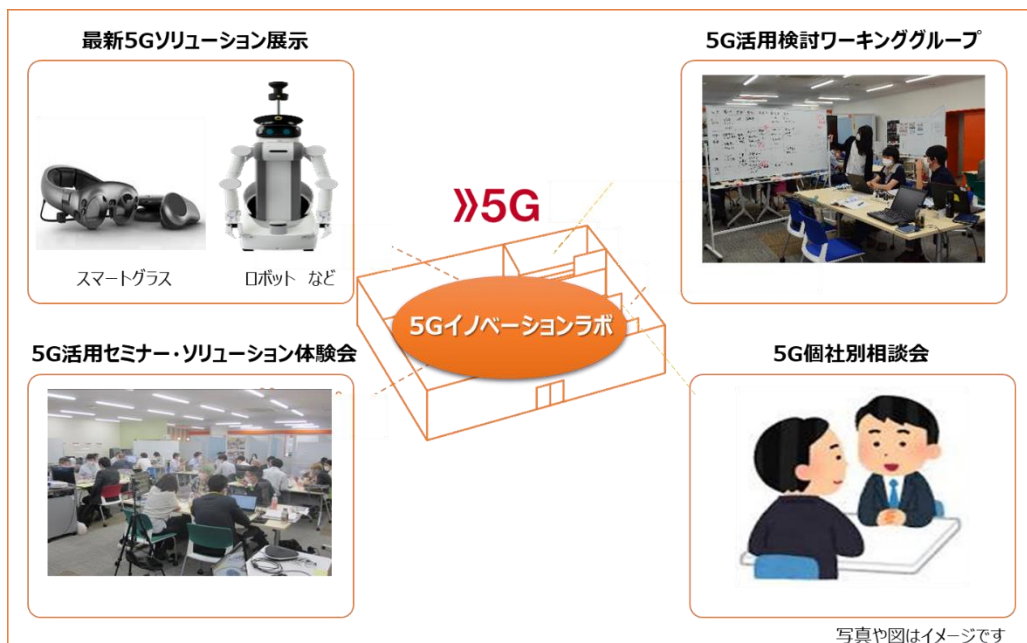 最新5Gソリューション展示
スマートグラス
ロボット など
5G活用検討ワーキンググループ
》5G
5Gイノベーションラボ
5G活用セミナー・ソリューション体験会
5G個社別相談会
写真や図はイメージです